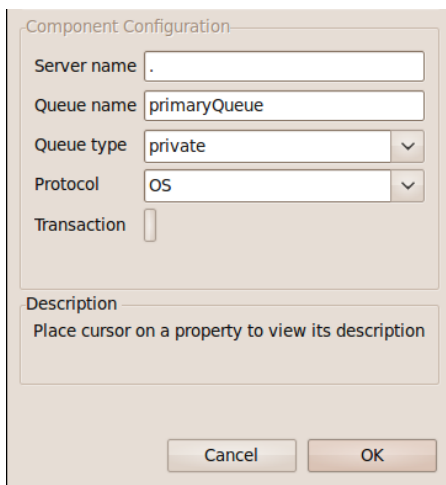 Component Configuration
Server name .
Queue name primaryQueue
Queue type private
Protocol OS
Transaction
Description
Place cursor on a property to view its description
Cancel OK